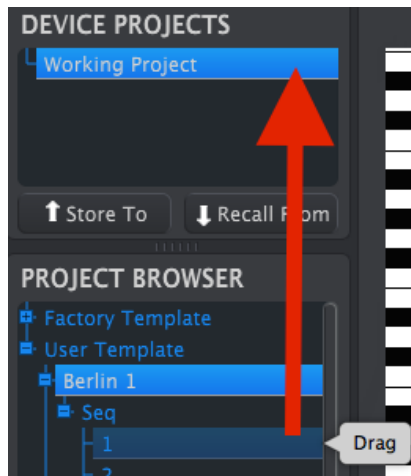 DEVICE PROJECTS
Working Project
Store To
Recall From
PROJECT BROWSER
Factory Template
User Template
Berlin 1
Seq
1
Drag
2